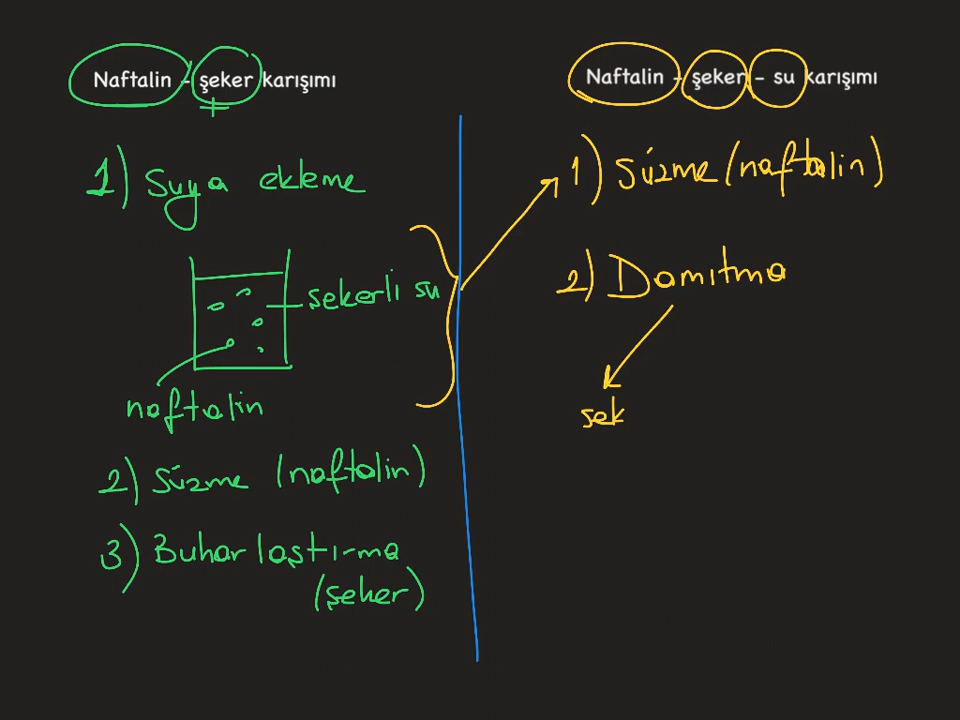 Naftalin - şeker karışımı
1) Suya ekleme
şekerli su
naftalin
2) Süzme (naftalin)
3) Buharlaştırma
(şeker)
Naftalin - şeker - su karışımı
1) Süzme (naftalin)
2) Damıtma
şek